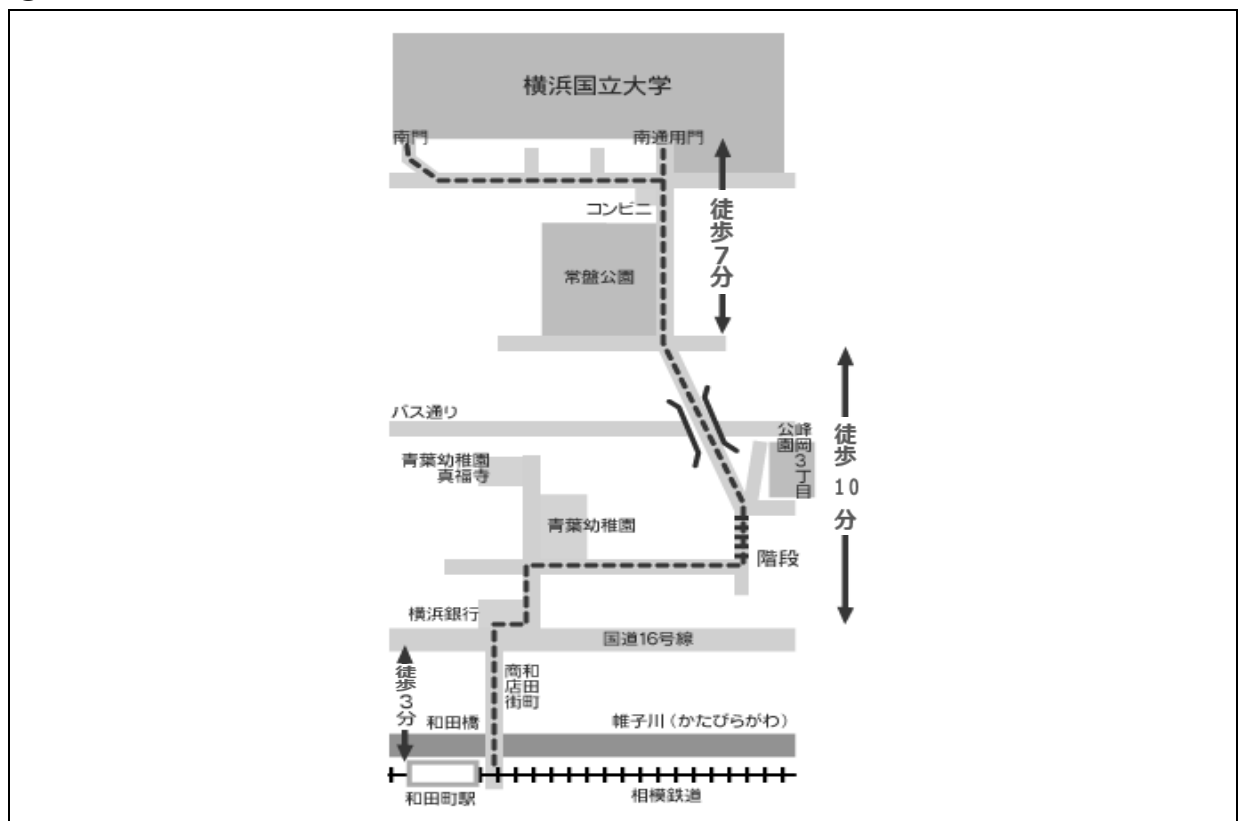 横浜国立大学
南門
南通用門
コンビニ
徒歩7分
常盤公園
バス通り
峰岡3丁目
公園
徒歩 10 分
青葉幼稚園
真福寺
青葉幼稚園
階段
横浜銀行
国道16号線
徒歩3分
和田町
商店街
和田橋
帷子川(かたびらがわ)
和田町駅
相模鉄道